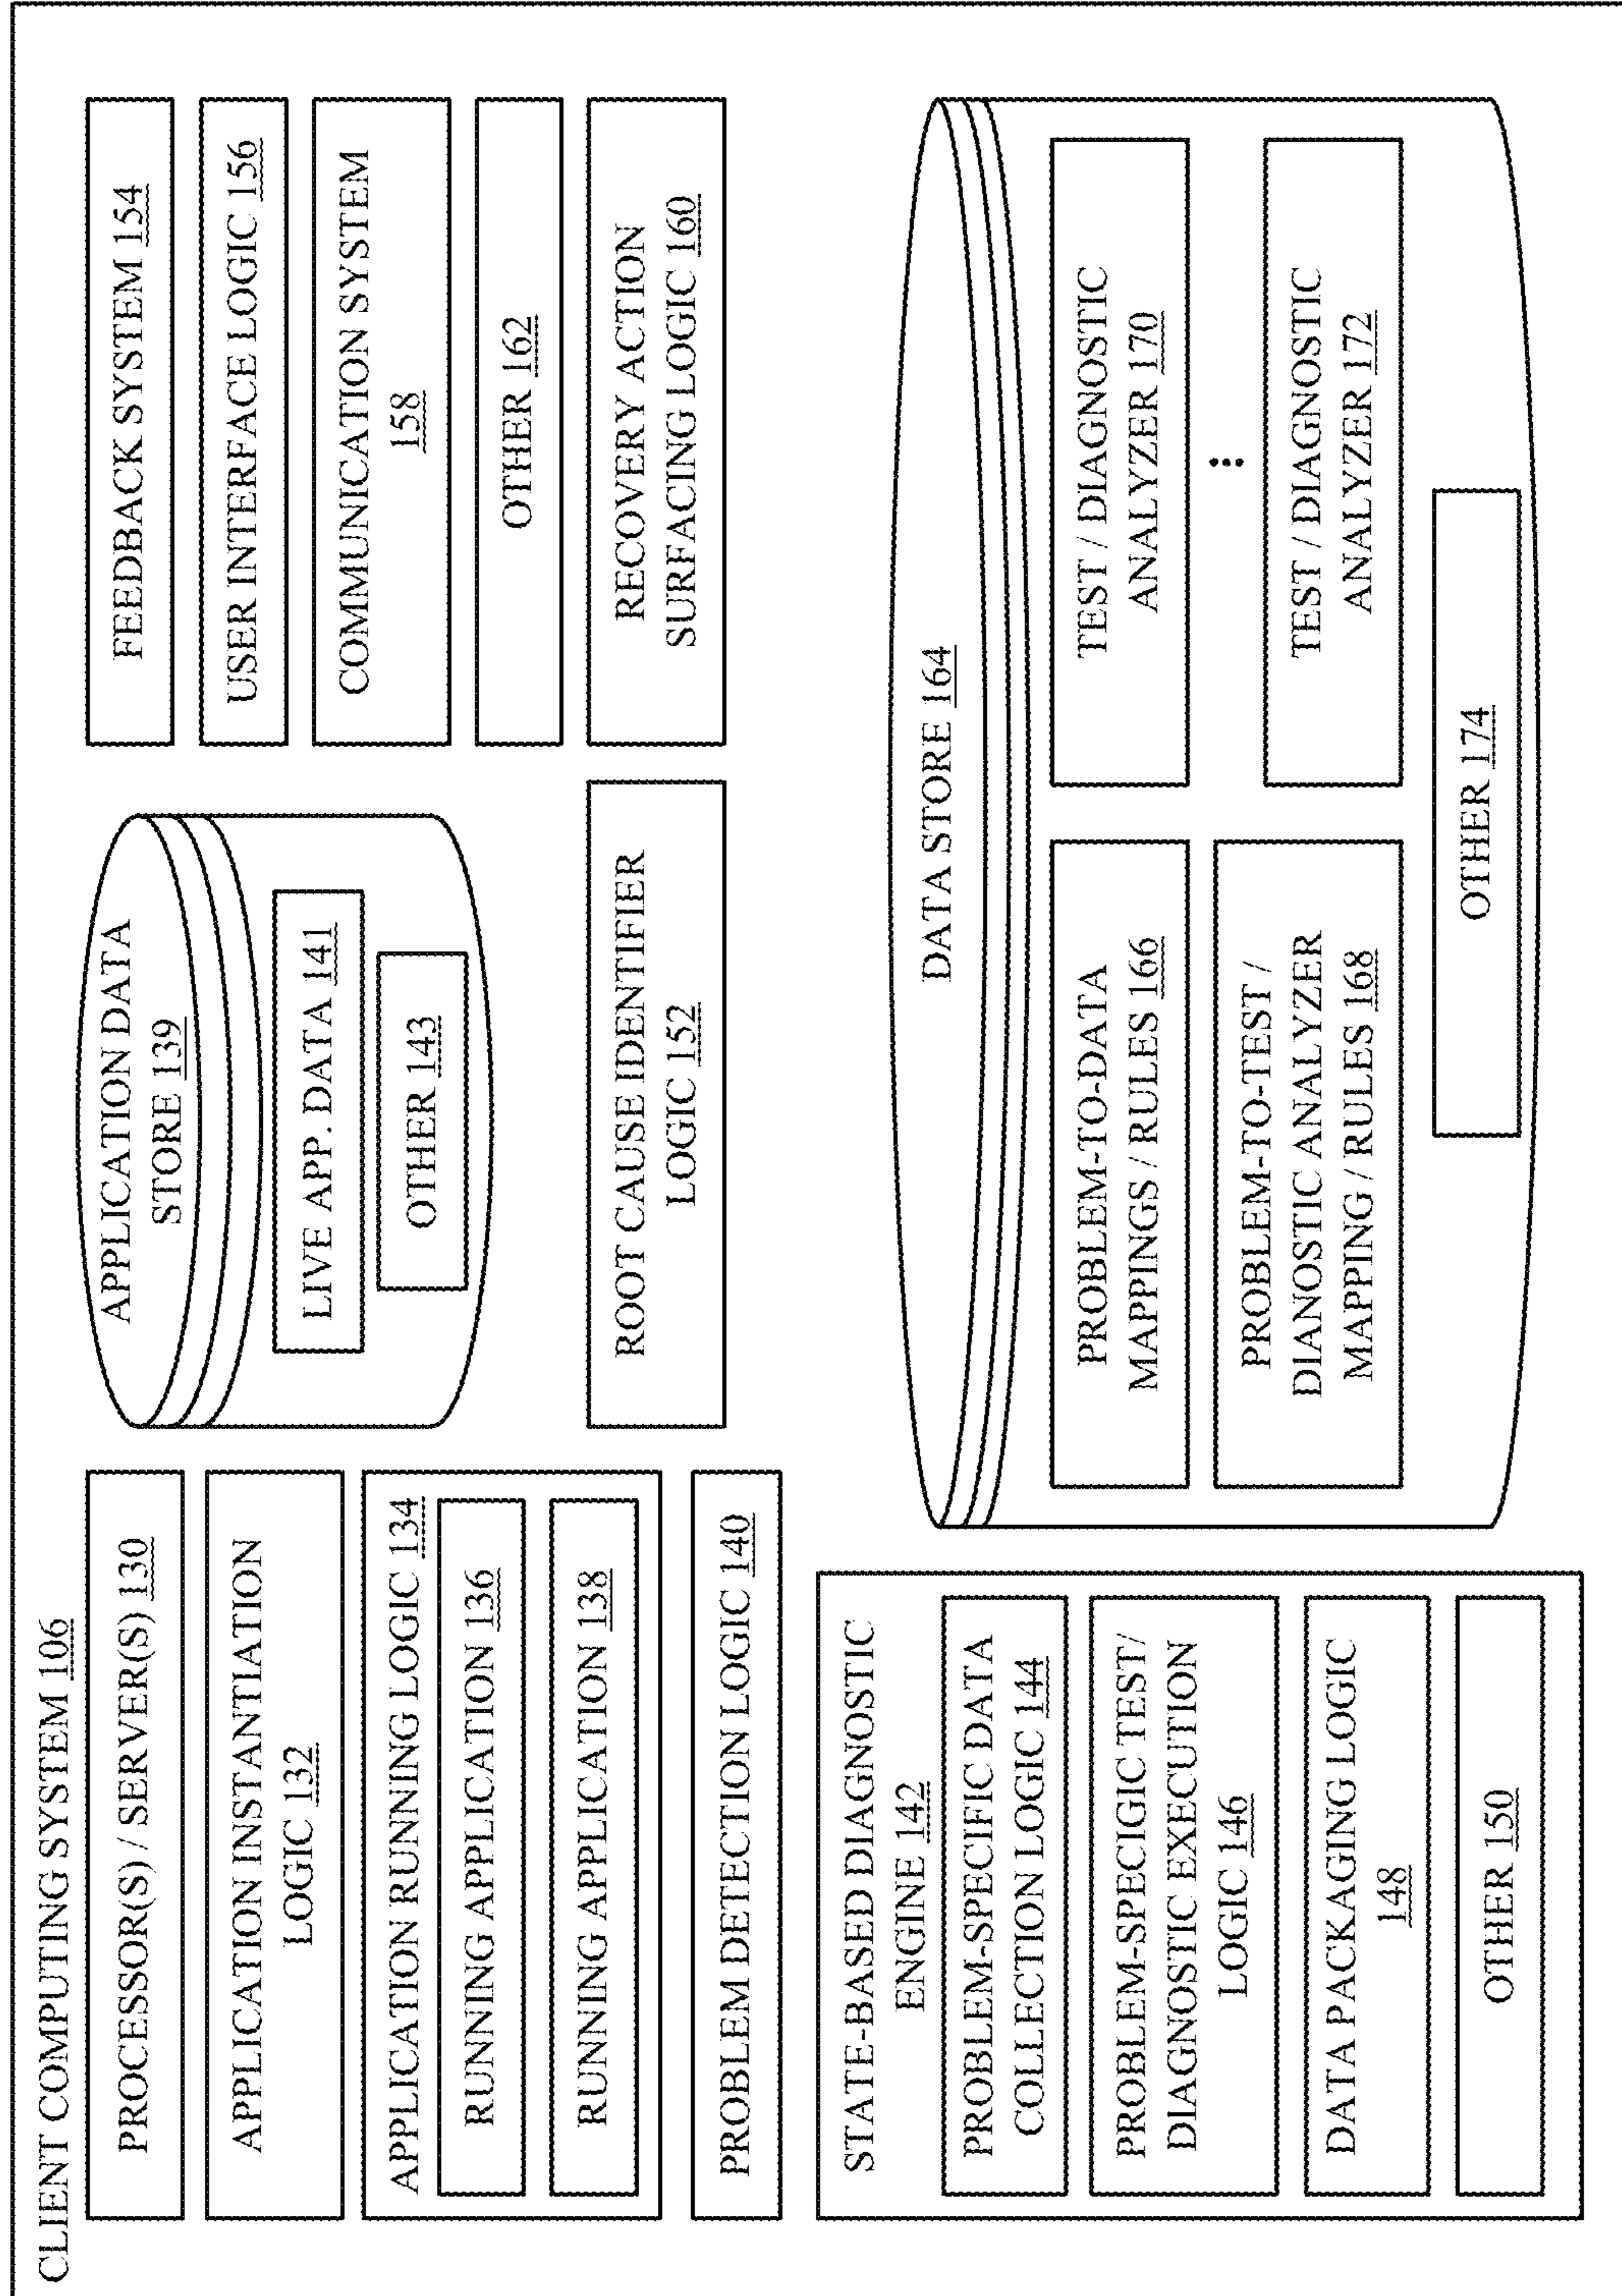 CLIENT COMPUTING SYSTEM 106
PROCESSOR(S) / SERVER(S) 130
APPLICATION INSTANTIATION
LOGIC 132
APPLICATION RUNNING LOGIC 134
RUNNING APPLICATION 136
RUNNING APPLICATION 138
PROBLEM DETECTION LOGIC 140
APPLICATION DATA
STORE 139
LIVE APP. DATA 141
OTHER 143
ROOT CAUSE IDENTIFIER
LOGIC 152
FEEDBACK SYSTEM 154
USER INTERFACE LOGIC 156
COMMUNICATION SYSTEM
158
OTHER 162
RECOVERY ACTION
SURFACING LOGIC 160
STATE-BASED DIAGNOSTIC
ENGINE 142
PROBLEM-SPECIFIC DATA
COLLECTION LOGIC 144
PROBLEM-SPECIGIC TEST/
DIAGNOSTIC EXECUTION
LOGIC 146
DATA PACKAGING LOGIC
148
OTHER 150
DATA STORE 164
PROBLEM-TO-DATA
MAPPINGS / RULES 166
PROBLEM-TO-TEST /
DIANOSTIC ANALYZER
MAPPING / RULES 168
TEST / DIAGNOSTIC
ANALYZER 170
...
TEST / DIAGNOSTIC
ANALYZER 172
OTHER 174